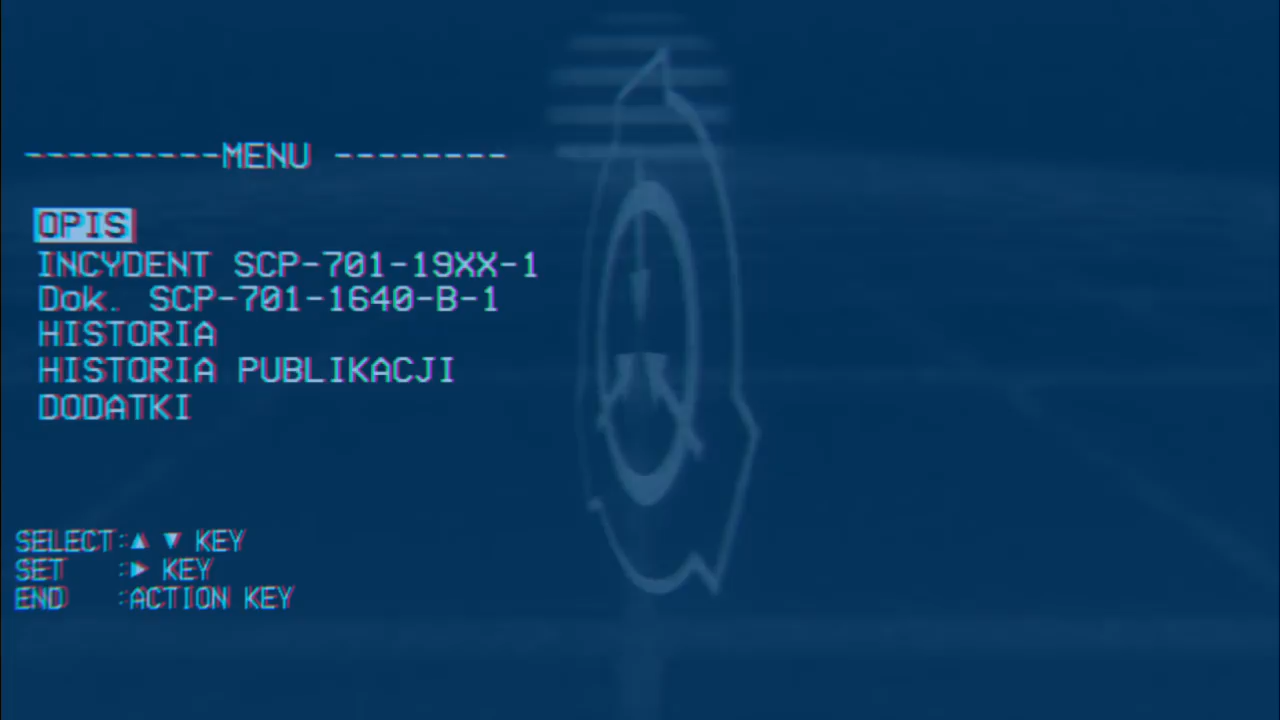 ---------MENU --------
OPIS
INCYDENT SCP-701-19XX-1
Dok. SCP-701-1640-B-1
HISTORIA
HISTORIA PUBLIKACJI
DODATKI
SELECT:▲ ▼ KEY
SET :► KEY
END :ACTION KEY